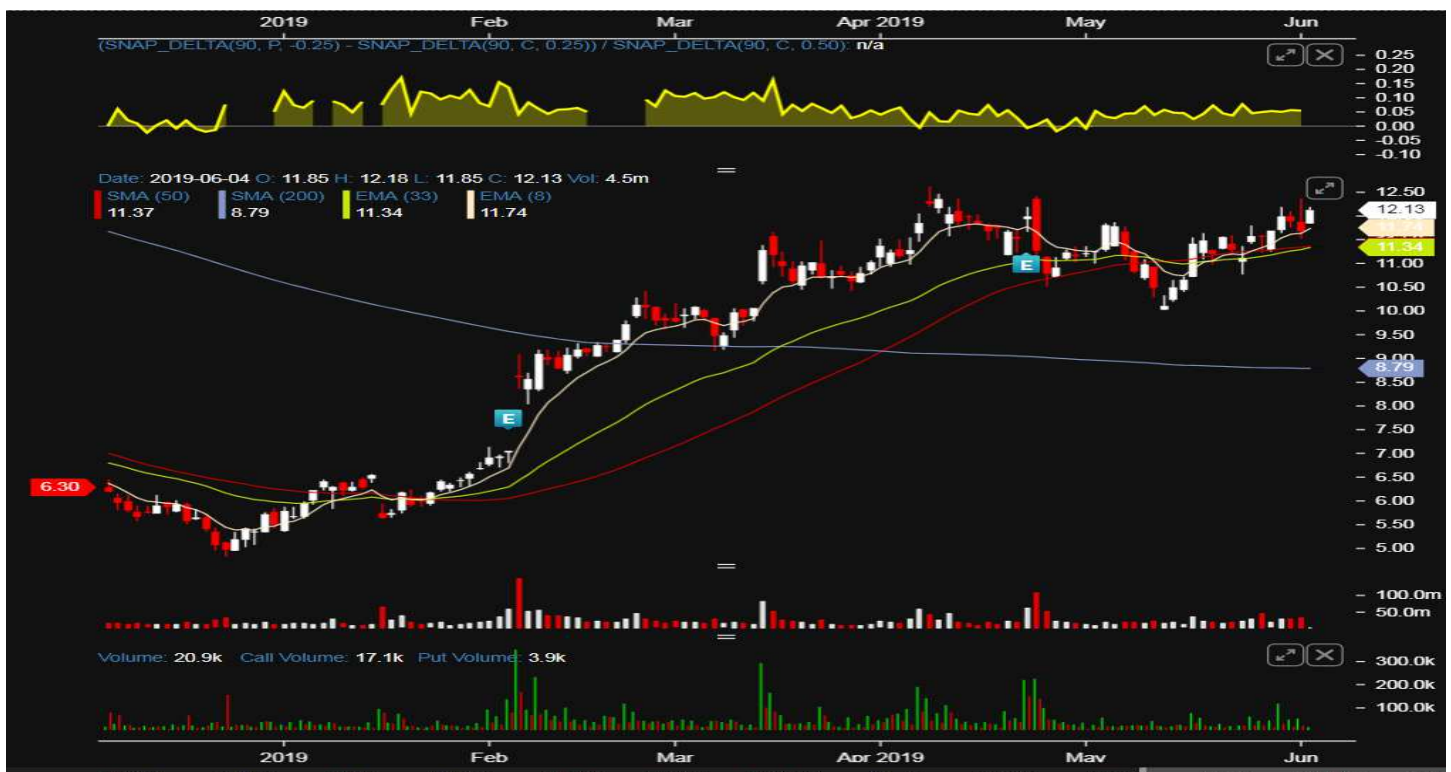 2019 Feb Mar Apr 2019 May Jun
(SNAP_DELTA(90, P, -0.25) - SNAP_DELTA(90, C, 0.25)) / SNAP_DELTA(90, C, 0.50): n/a
0.25
0.20
0.15
0.10
0.05
0.00
-0.05
-0.10
Date: 2019-06-04 O: 11.85 H: 12.18 L: 11.85 C: 12.13 Vol: 4.5m
SMA (50) SMA (200) EMA (33) EMA (8)
11.37 8.79 11.34 11.74
12.50
12.13
11.74
11.34
11.00
10.50
10.00
9.50
9.00
8.79
8.50
8.00
7.50
7.00
6.50
6.00
5.50
5.00
E
E
6.30
100.0m
50.0m
Volume: 20.9k Call Volume: 17.1k Put Volume: 3.9k
300.0k
200.0k
100.0k
2019 Feb Mar Apr 2019 May Jun